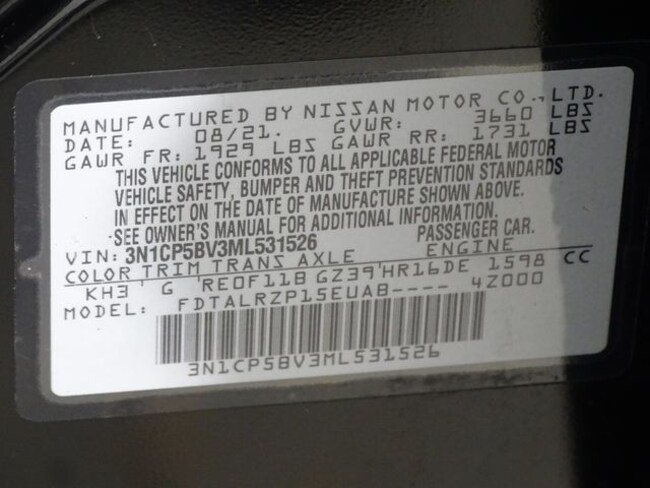 MANUFACTURED BY NISSAN MOTOR CO., LTD.
DATE: 08/21. GVWR: 3660 LBS
GAWR FR: 1929 LBS GAWR RR: 1731 LBS
THIS VEHICLE CONFORMS TO ALL APPLICABLE FEDERAL MOTOR
VEHICLE SAFETY, BUMPER AND THEFT PREVENTION STANDARDS
IN EFFECT ON THE DATE OF MANUFACTURE SHOWN ABOVE.
·SEE OWNER'S MANUAL FOR ADDITIONAL INFORMATION.
VIN: 3N1CP5BV3ML531526 PASSENGER CAR.
COLOR TRIM TRANS AXLE ENGINE
KH3 ' G 'RE0F11B GZ39'HR16DE 1598 CC
MODEL: FDTALRZP15EUAB---- 4Z000
3N1CP5BV3ML531526